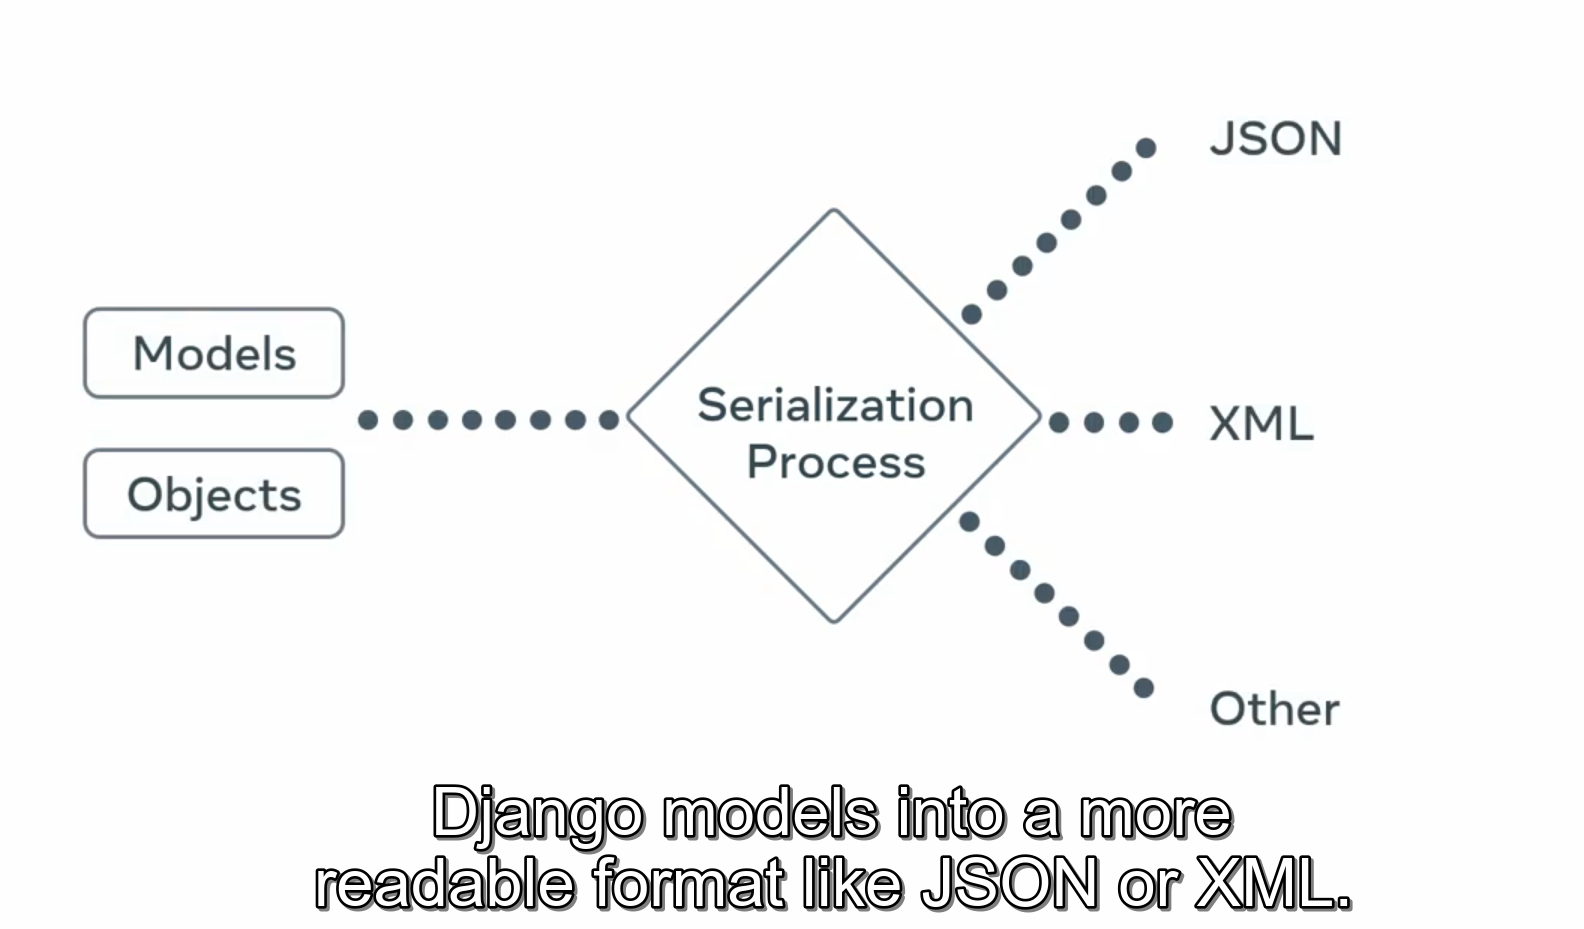 JSON
Models
Serialization
Process
XML
Objects
Other
Django models into a more
readable format like JSON or XML.